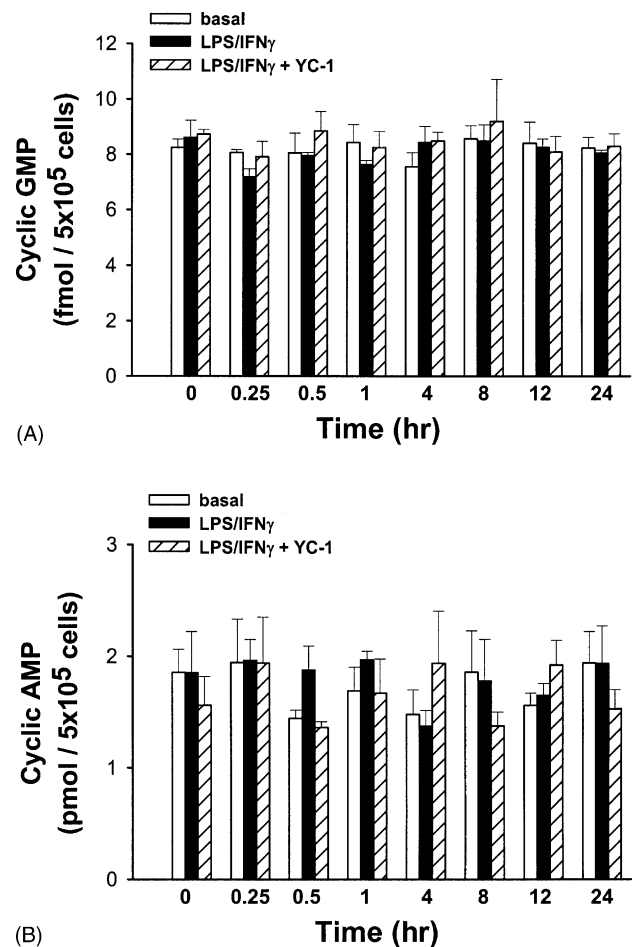 basal
LPS/IFNγ
LPS/IFNγ + YC-1
Cyclic GMP
(fmol / 5x10⁵ cells)
12
10
8
6
4
2
0
0 0.25 0.5 1 4 8 12 24
Time (hr)
(A)
basal
LPS/IFNγ
LPS/IFNγ + YC-1
Cyclic AMP
(pmol / 5x10⁵ cells)
3
2
1
0
0 0.25 0.5 1 4 8 12 24
Time (hr)
(B)